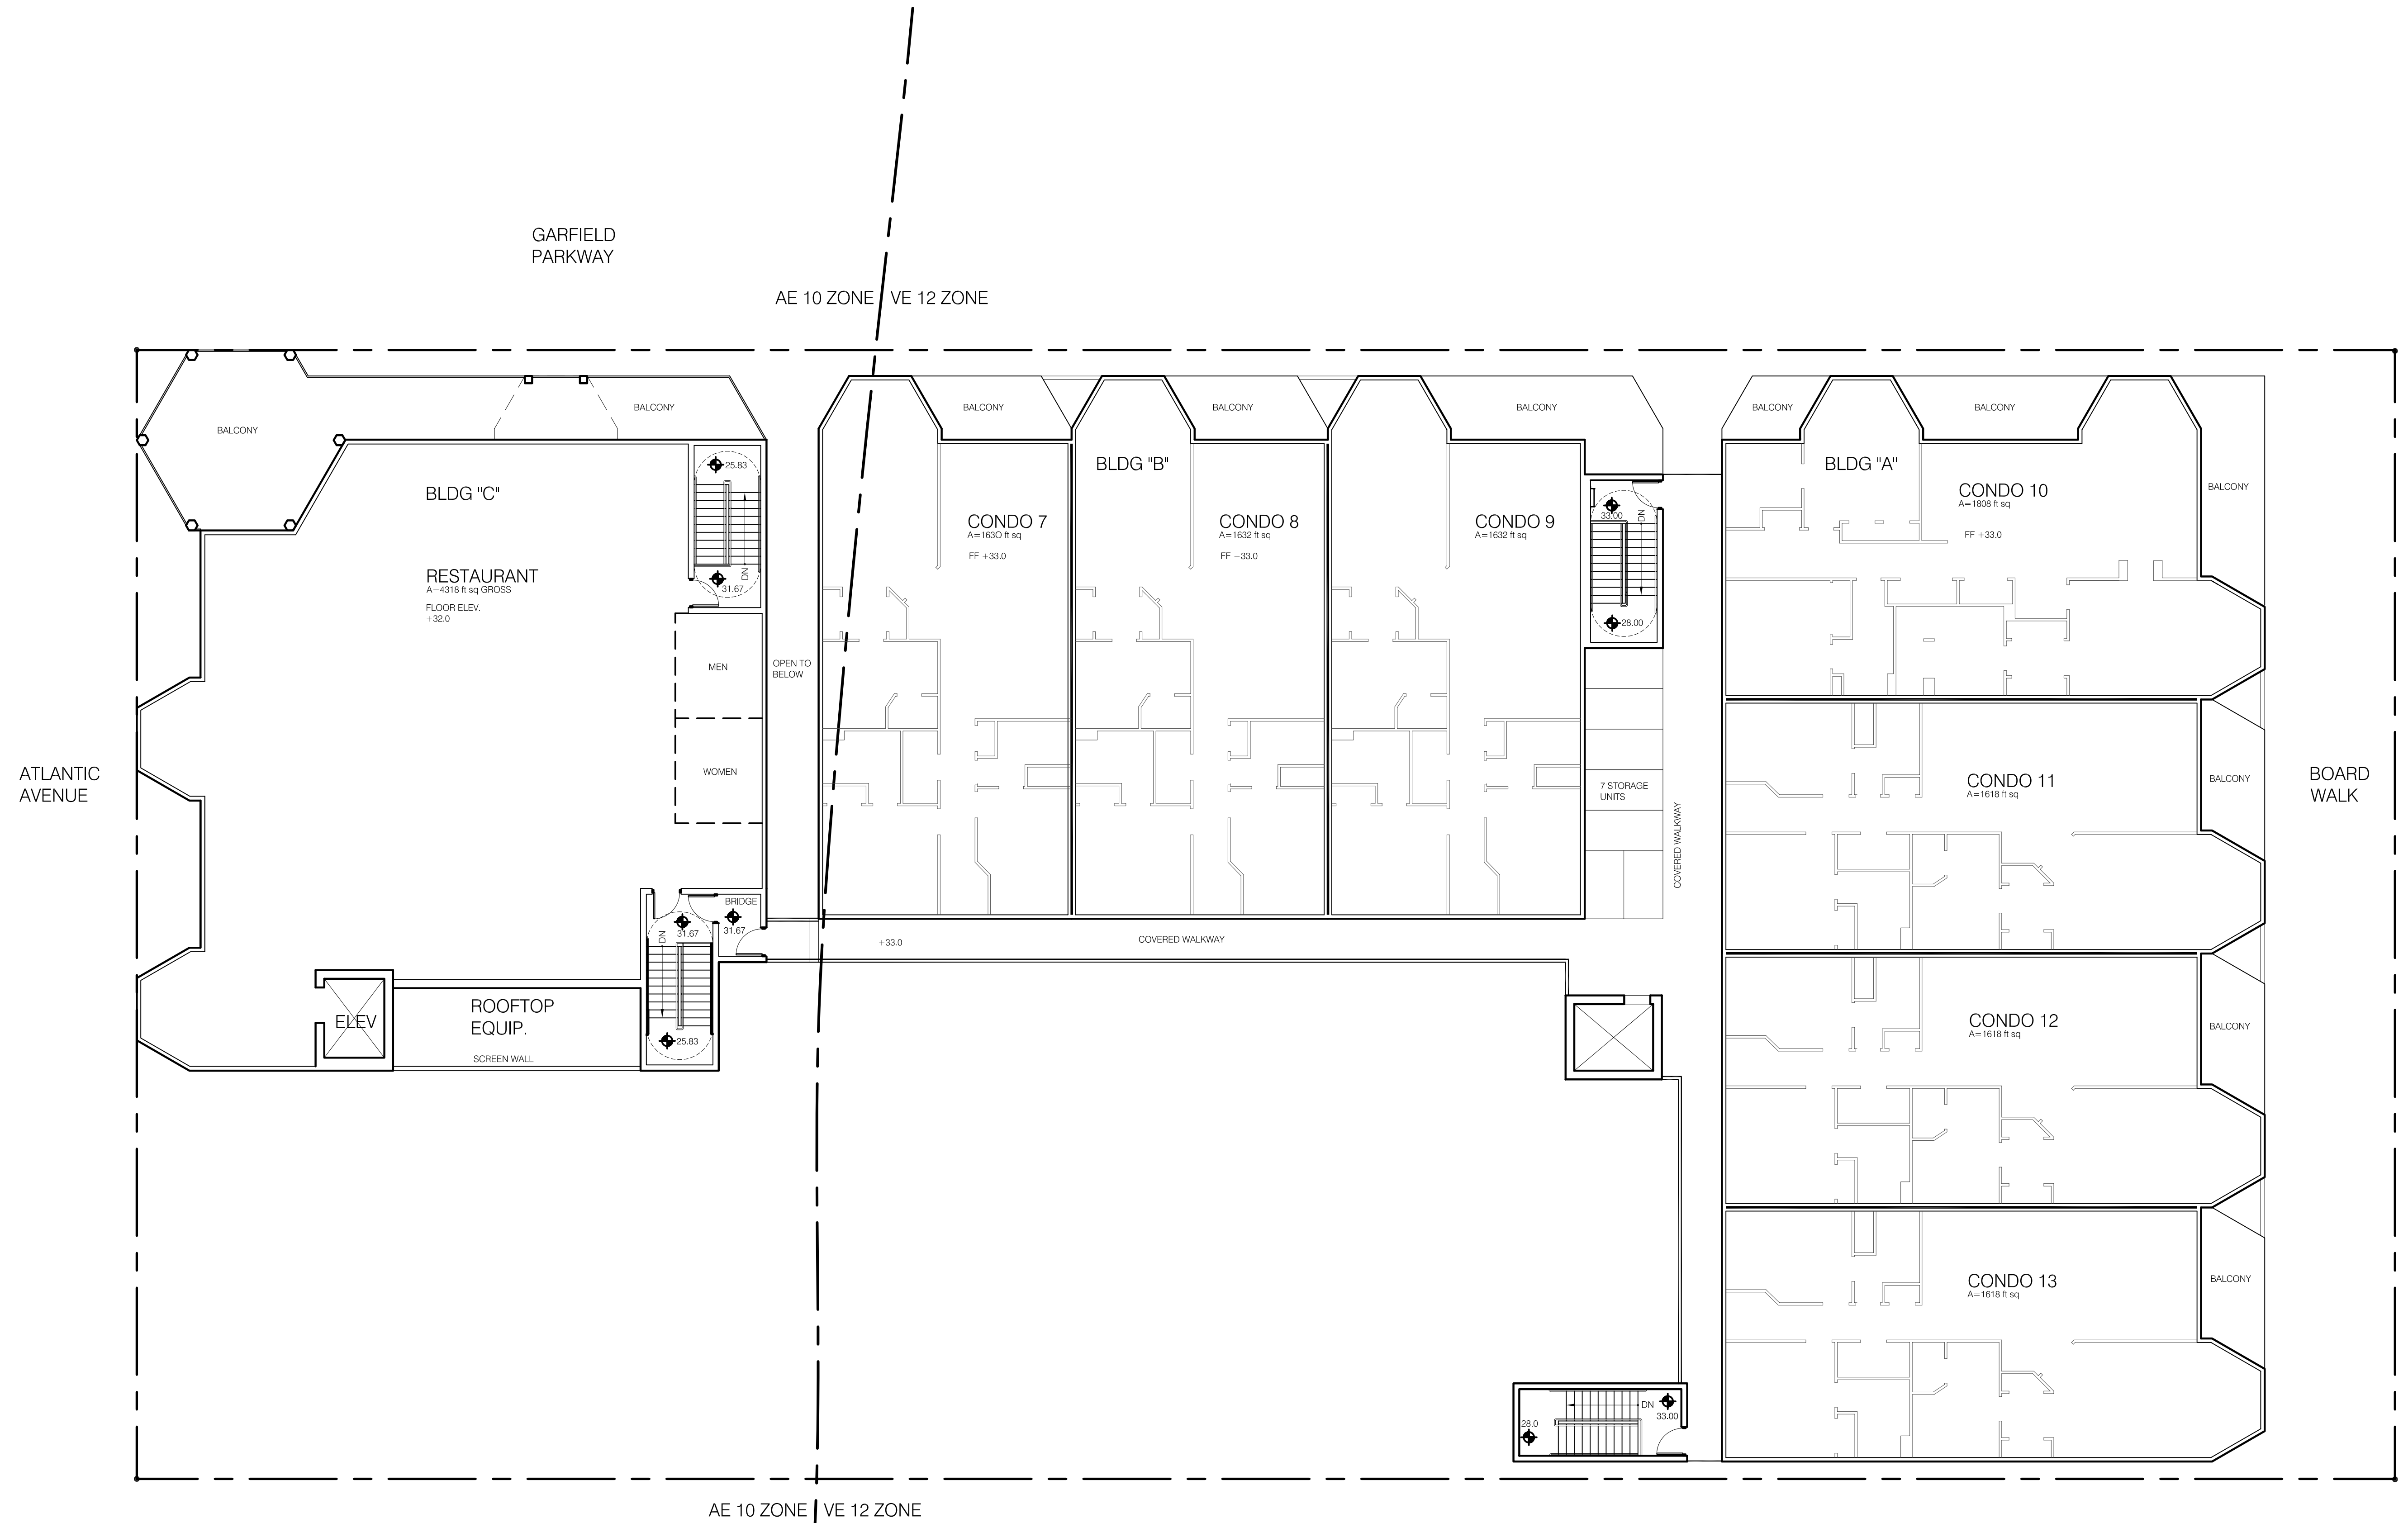 GARFIELD
PARKWAY
AE 10 ZONE
VE 12 ZONE
BALCONY
BALCONY
BALCONY
BALCONY
BALCONY
BALCONY
BALCONY
BLDG "C"
25.83
BLDG "B"
BLDG "A"
BALCONY
RESTAURANT
A=4318 ft sq GROSS
FLOOR ELEV.
+32.0
DN
31.67
CONDO 7
A=1630 ft sq
FF +33.0
CONDO 8
A=1632 ft sq
FF +33.0
CONDO 9
A=1632 ft sq
33.00
DN
28.00
CONDO 10
A=1808 ft sq
FF +33.0
MEN
OPEN TO
BELOW
WOMEN
ATLANTIC
AVENUE
7 STORAGE
UNITS
COVERED WALKWAY
CONDO 11
A=1618 ft sq
BALCONY
BOARD
WALK
BRIDGE
31.67
31.67
DN
+33.0
COVERED WALKWAY
ELEV
ROOFTOP
EQUIP.
SCREEN WALL
25.83
CONDO 12
A=1618 ft sq
BALCONY
CONDO 13
A=1618 ft sq
BALCONY
28.0
DN
33.00
AE 10 ZONE
VE 12 ZONE